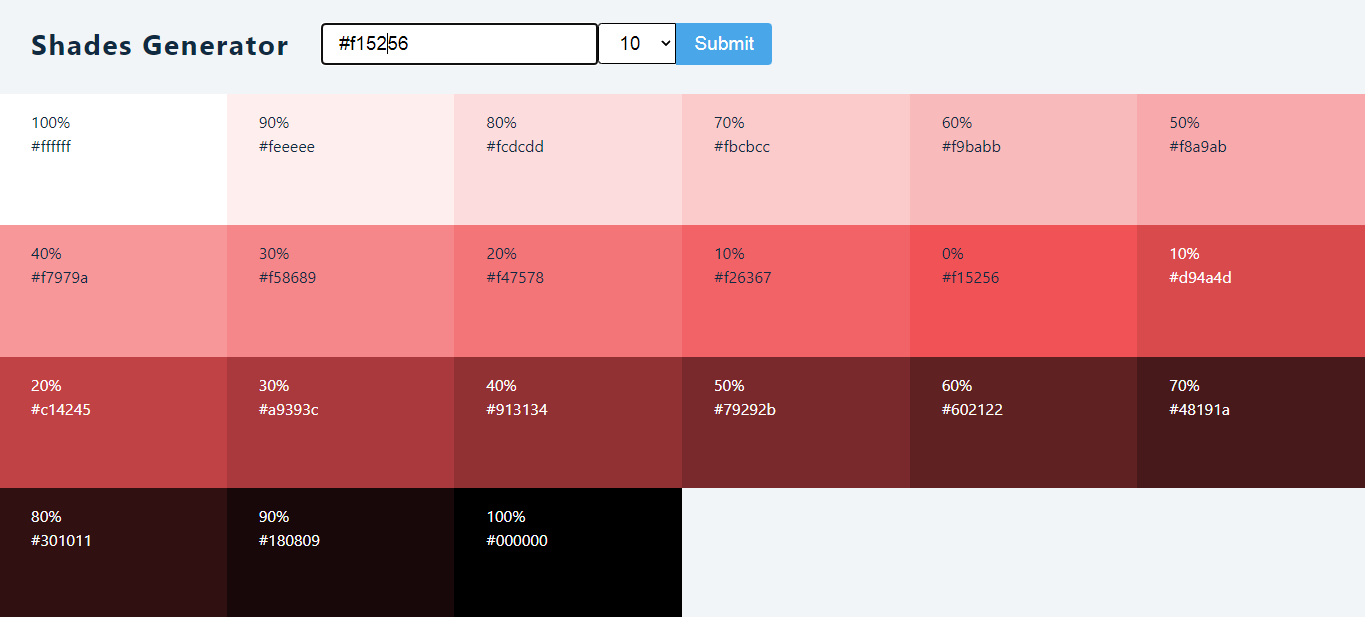 Shades Generator
#f15256
10
Submit
100%
#ffffff
90%
#feeeee
80%
#fcdcdd
70%
#fbcbcc
60%
#f9babb
50%
#f8a9ab
40%
#f7979a
30%
#f58689
20%
#f47578
10%
#f26367
0%
#f15256
10%
#d94a4d
20%
#c14245
30%
#a9393c
40%
#913134
50%
#79292b
60%
#602122
70%
#48191a
80%
#301011
90%
#180809
100%
#000000